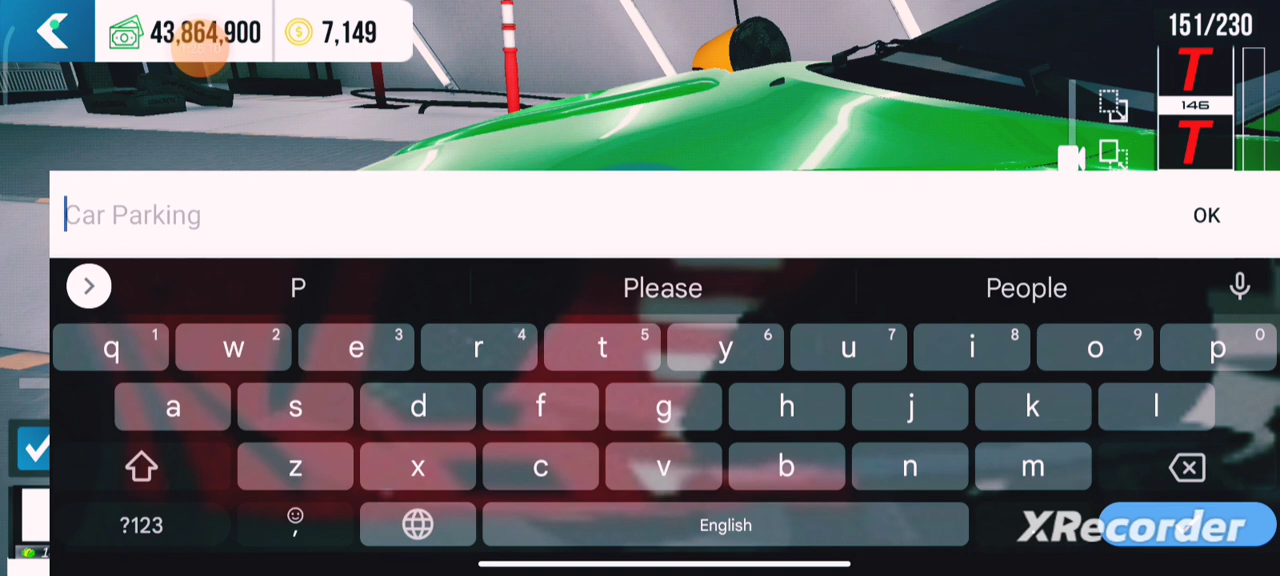 43,864,900 7,149
151/230
T
146
T
Car Parking OK
P Please People
q 1 w 2 e 3 r 4 t 5 y 6 u 7 i 8 o 9 p 0
a s d f g h j k l
z x c v b n m
?123 , English
XRecorder